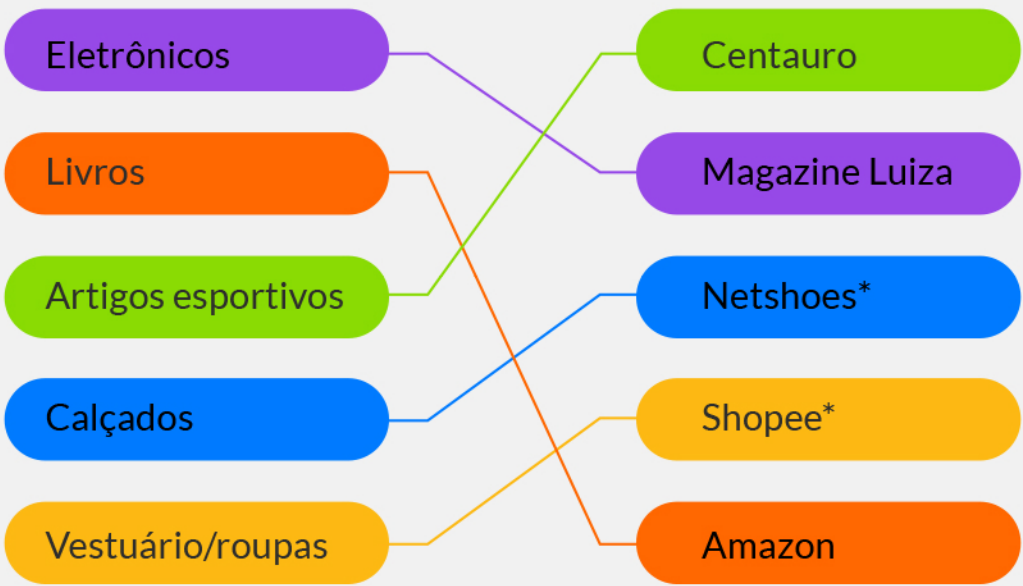 Eletrônicos
Centauro
Livros
Magazine Luiza
Artigos esportivos
Netshoes*
Calçados
Shopee*
Vestuário/roupas
Amazon